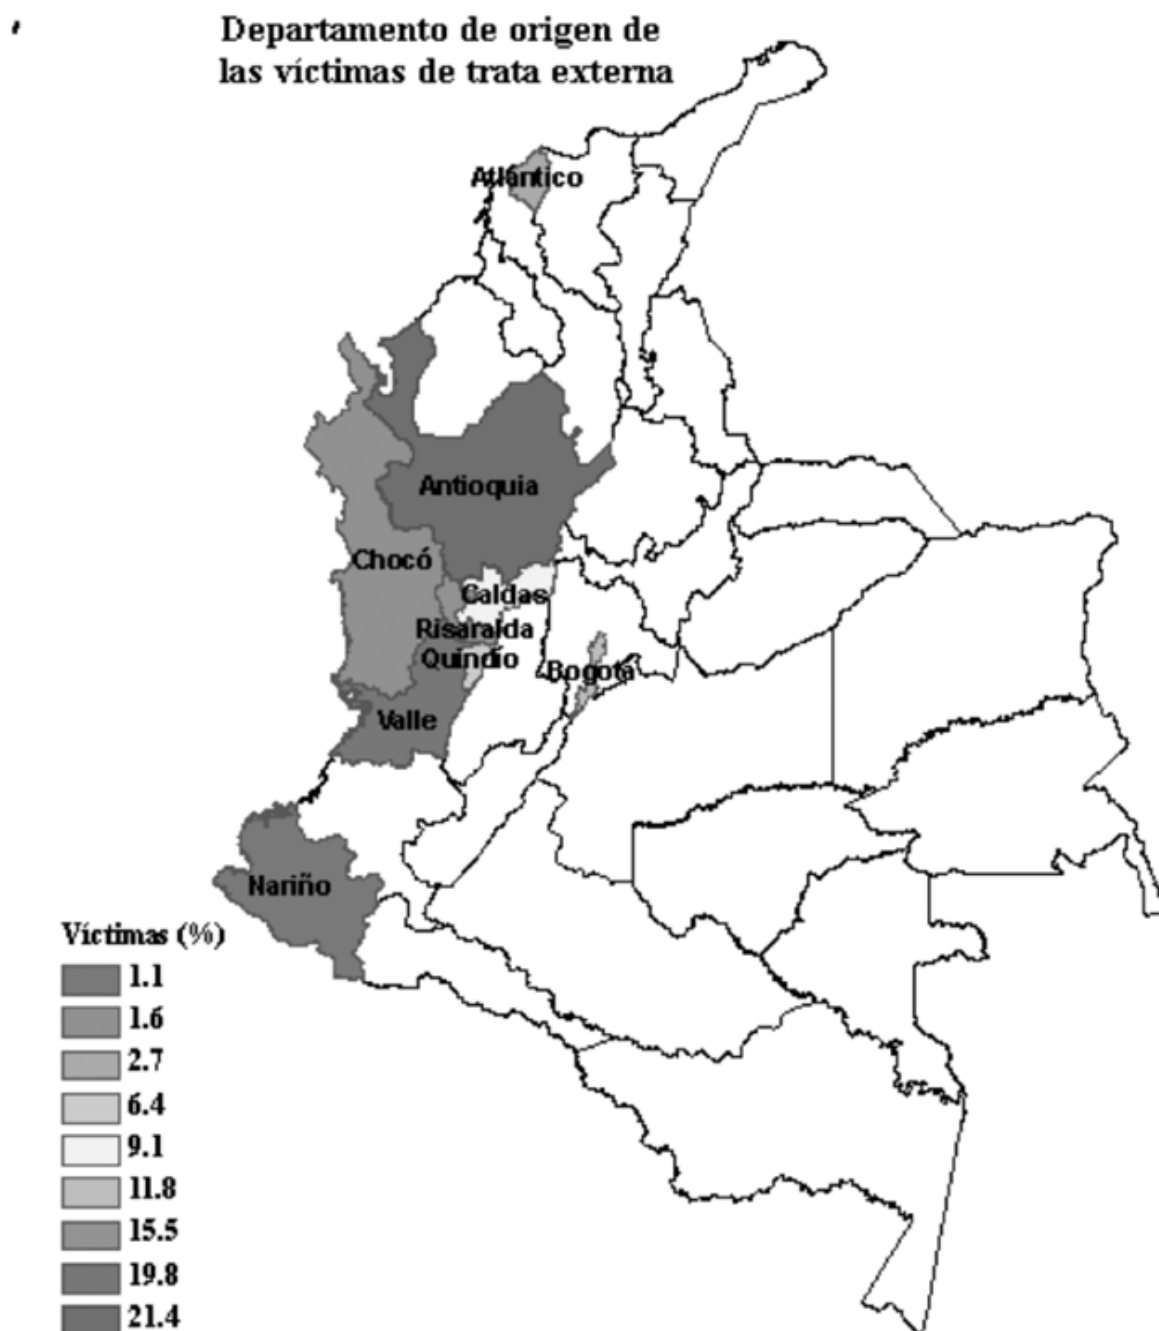 Departamento de origen de
las víctimas de trata externa
Atlántico
Antioquia
Chocó
Caldas
Risaralda
Quindío
Bogota
Valle
Nariño
Víctimas (%)
1.1
1.6
2.7
6.4
9.1
11.8
15.5
19.8
21.4